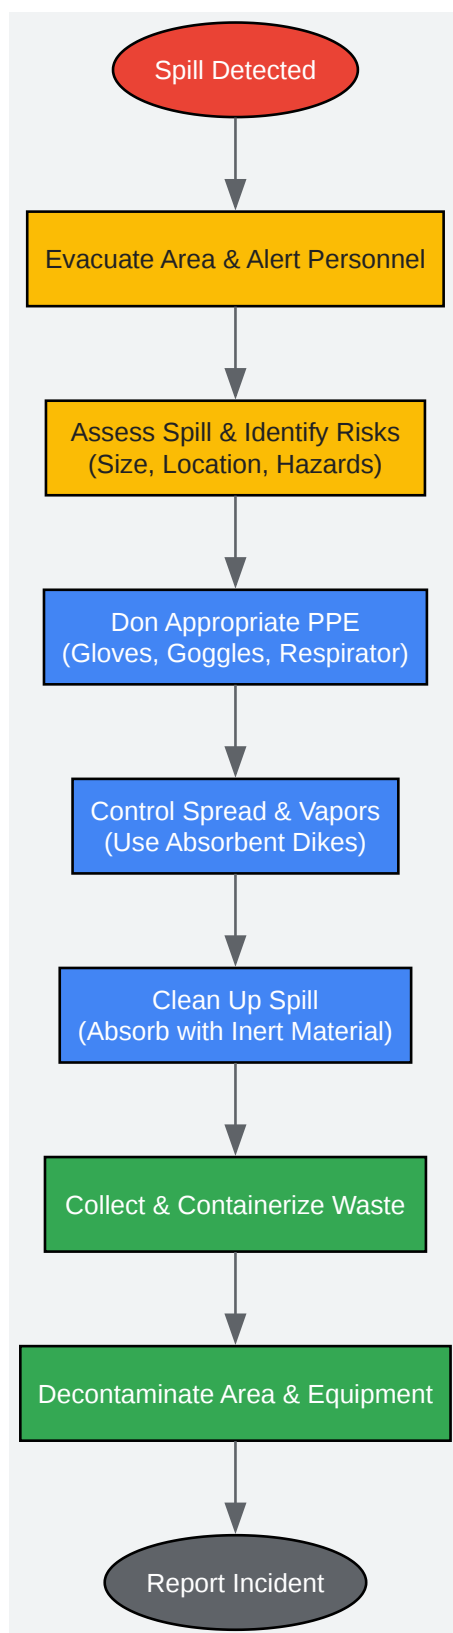 Spill Detected
Evacuate Area & Alert Personnel
Assess Spill & Identify Risks
(Size, Location, Hazards)
Don Appropriate PPE
(Gloves, Goggles, Respirator)
Control Spread & Vapors
(Use Absorbent Dikes)
Clean Up Spill
(Absorb with Inert Material)
Collect & Containerize Waste
Decontaminate Area & Equipment
Report Incident